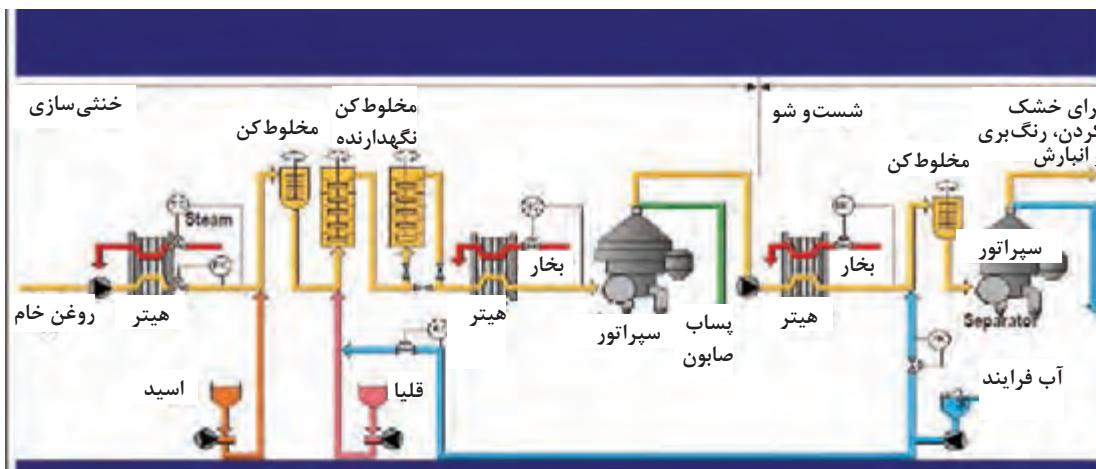 خنثی‌سازی
مخلوط‌کن
مخلوط‌کن
نگهدارنده
شست‌و شو
مخلوط‌کن
رای خشک
کردن، رنگ‌بری
و انبارش
Steam
بخار
سپراتور
بخار
سپراتور
روغن خام
هیتر
هیتر
سپراتور
پساب
صابون
هیتر
Separator
اسید
قلیا
آب فرایند